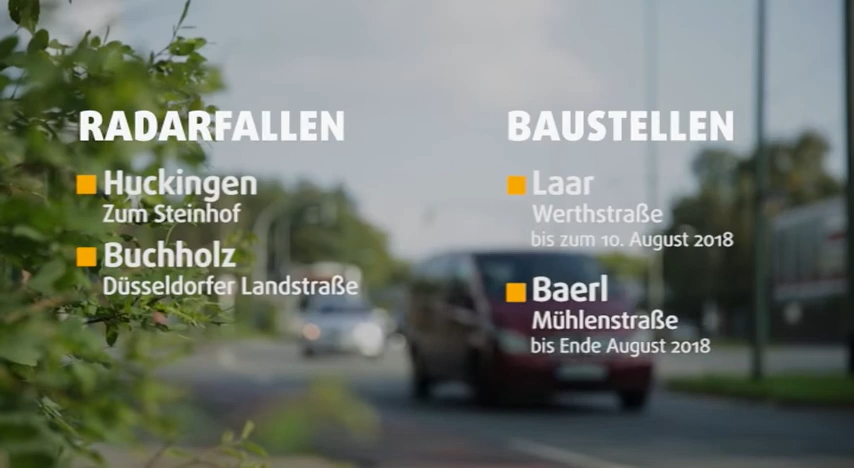 RADARFALLEN
Huckingen
Zum Steinhof
Buchholz
Düsseldorfer Landstraße
BAUSTELLEN
Laar
Werthstraße
bis zum 10. August 2018
Baerl
Mühlenstraße
bis Ende August 2018